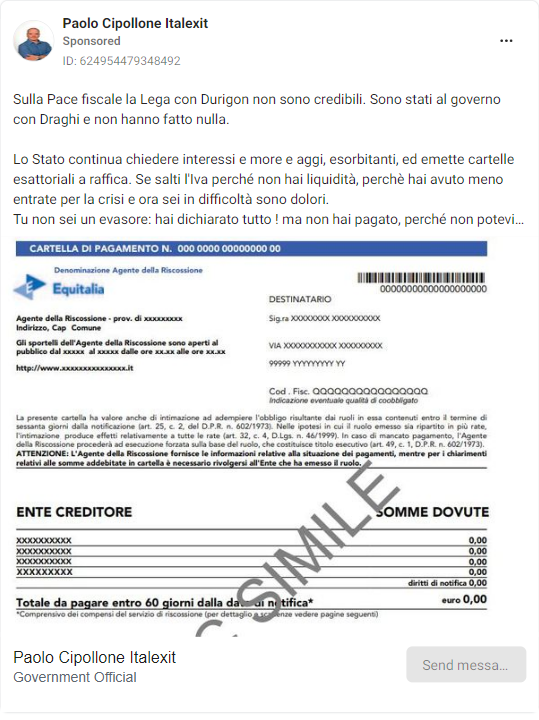 Paolo Cipollone Italexit
Sponsored
ID: 624954479348492
Sulla Pace fiscale la Lega con Durigon non sono credibili. Sono stati al governo
con Draghi e non hanno fatto nulla.
Lo Stato continua chiedere interessi e more e aggi, esorbitanti, ed emette cartelle
esattoriali a raffica. Se salti l'Iva perché non hai liquidità, perchè hai avuto meno
entrate per la crisi e ora sei in difficoltà sono dolori.
Tu non sei un evasore: hai dichiarato tutto ! ma non hai pagato, perché non potevi...
CARTELLA DI PAGAMENTO N. 000 0000 00000000 00
Denominazione Agente della Riscossione
Equitalia
00000000000000000000
DESTINATARIO
Agente della Riscossione - prov. di xxxxxxxxx
Indirizzo, Cap Comune
Sig.ra XXXXXXXX XXXXXXXXXX
Gli sportelli dell'Agente della Riscossione sono aperti al
pubblico dal xxxxx al xxxxx dalle ore xx.xx alle ore xx.xx
VIA XXXXXXXXXXX XXXXXXXXX
http://www.xxxxxxxxxxxxxxx.it
99999 YYYYYYYYY YY
Cod . Fisc. QQQQQQQQQQQQQQQQ
Indicazione eventuale qualità di coobbligato
La presente cartella ha valore anche di intimazione ad adempiere l'obbligo risultante dai ruoli in essa contenuti entro il termine di
sessanta giorni dalla notificazione (art. 25, c. 2, del D.P.R. n. 602/1973). Nelle ipotesi in cui il ruolo emesso sia ripartito in più rate,
l'intimazione produce effetti relativamente a tutte le rate (art. 32, c. 4, D.Lgs. n. 46/1999). In caso di mancato pagamento, l'Agente
della Riscossione procederà ad esecuzione forzata sulla base del ruolo, che costituisce titolo esecutivo (art. 49, c. 1, D.P.R. n. 602/1973).
ATTENZIONE: L'Agente della Riscossione fornisce le informazioni relative alla situazione dei pagamenti, mentre per i chiarimenti
relativi alle somme addebitate in cartella è necessario rivolgersi all'Ente che ha emesso il ruolo.
ENTE CREDITORE
SOMME DOVUTE
XXXXXXXXXX 0,00
XXXXXXXXXX 0,00
XXXXXXXXXX 0,00
XXXXXXXXXX 0,00
diritti di notifica 0,00
Totale da pagare entro 60 giorni dalla data di notifica* euro 0,00
*Comprensivo dei compensi del servizio di riscossione (per dettaglio e scadenze vedere pagine seguenti)
SIMILE
Paolo Cipollone Italexit
Government Official
Send messa...